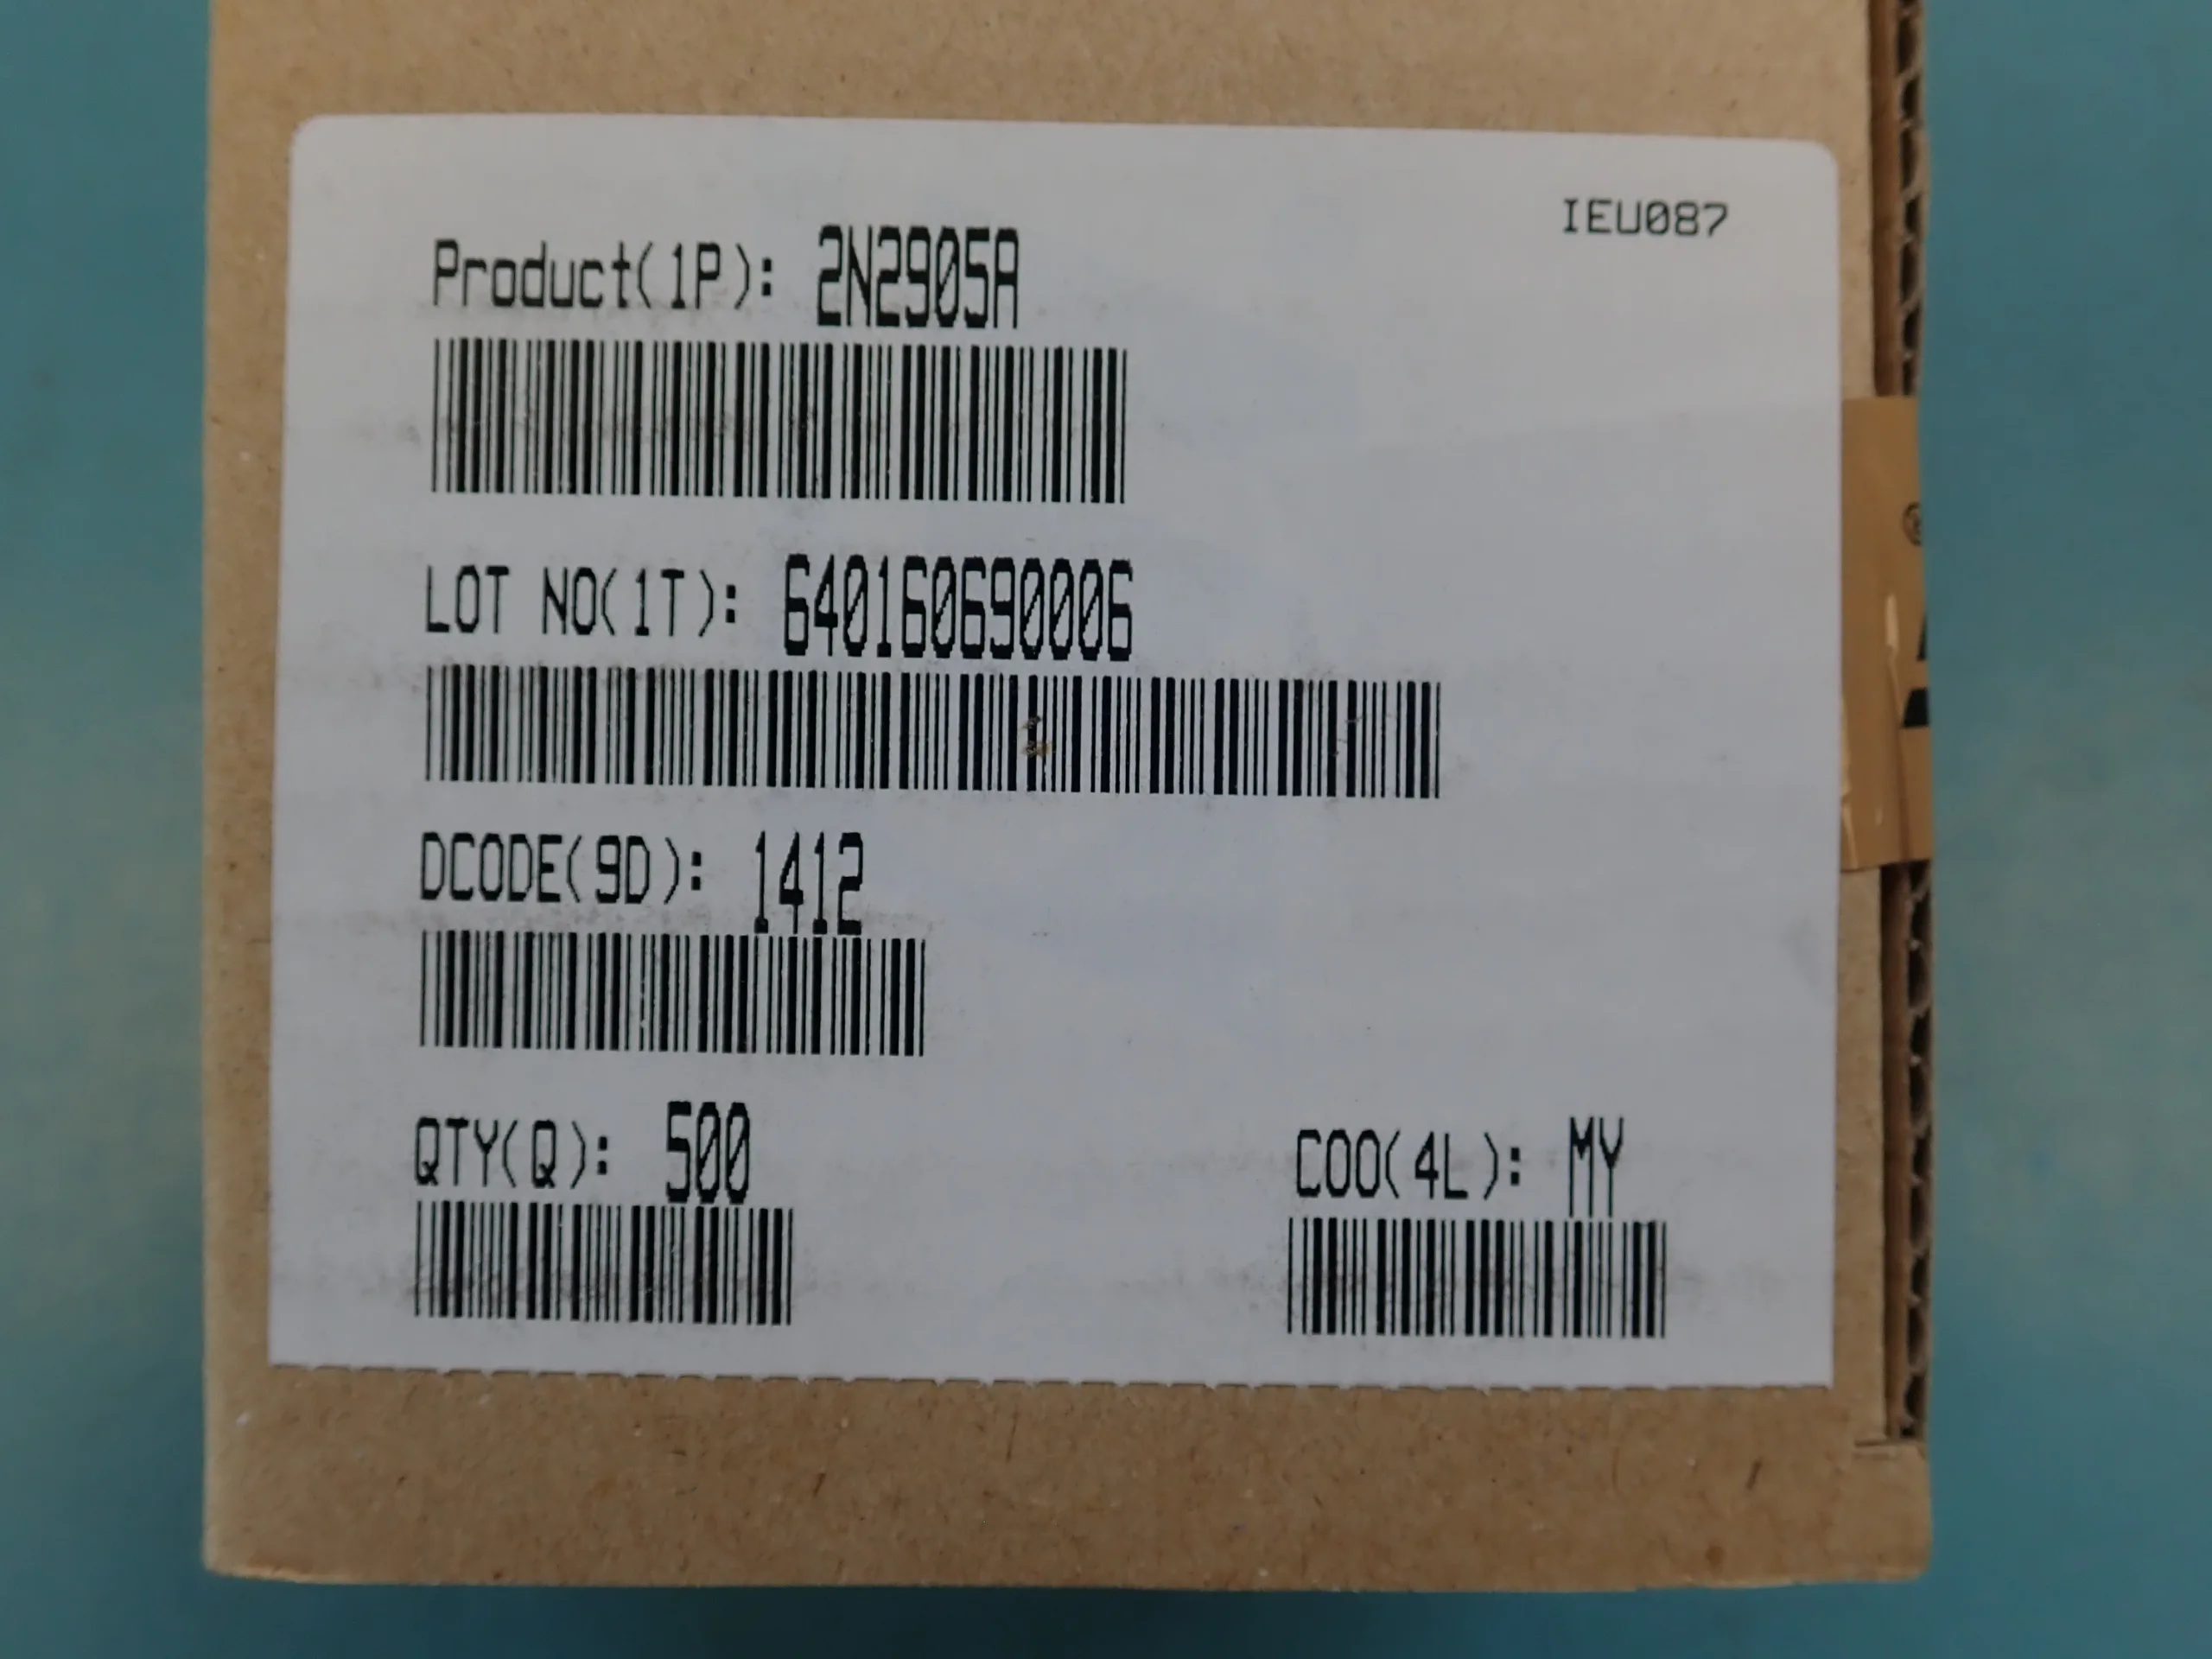 IEU087
Product(1P): 2N2905A
LOT NO(1T): 640160690006
DCODE(9D): 1412
QTY(Q): 500
COO(4L): MY
®